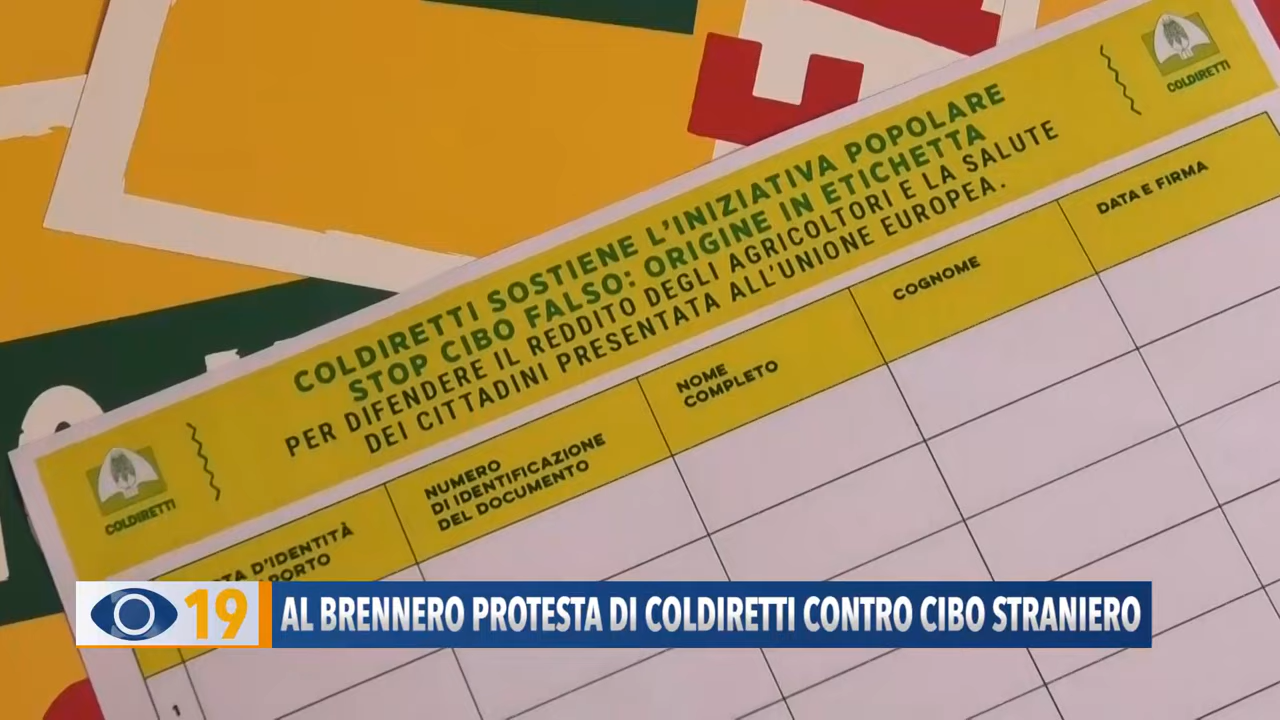 COLDIRETTI SOSTIENE L'INIZIATIVA POPOLARE
STOP CIBO FALSO: ORIGINE IN ETICHETTA
PER DIFENDERE IL REDDITO DEGLI AGRICOLTORI E LA SALUTE
DEI CITTADINI PRESENTATA ALL'UNIONE EUROPEA.
COLDIRETTI
COLDIRETTI
D'IDENTITÀ
NUMERO
DI IDENTIFICAZIONE
DEL DOCUMENTO
NOME
COMPLETO
COGNOME
DATA E FIRMA
1
19
AL BRENNERO PROTESTA DI COLDIRETTI CONTRO CIBO STRANIERO